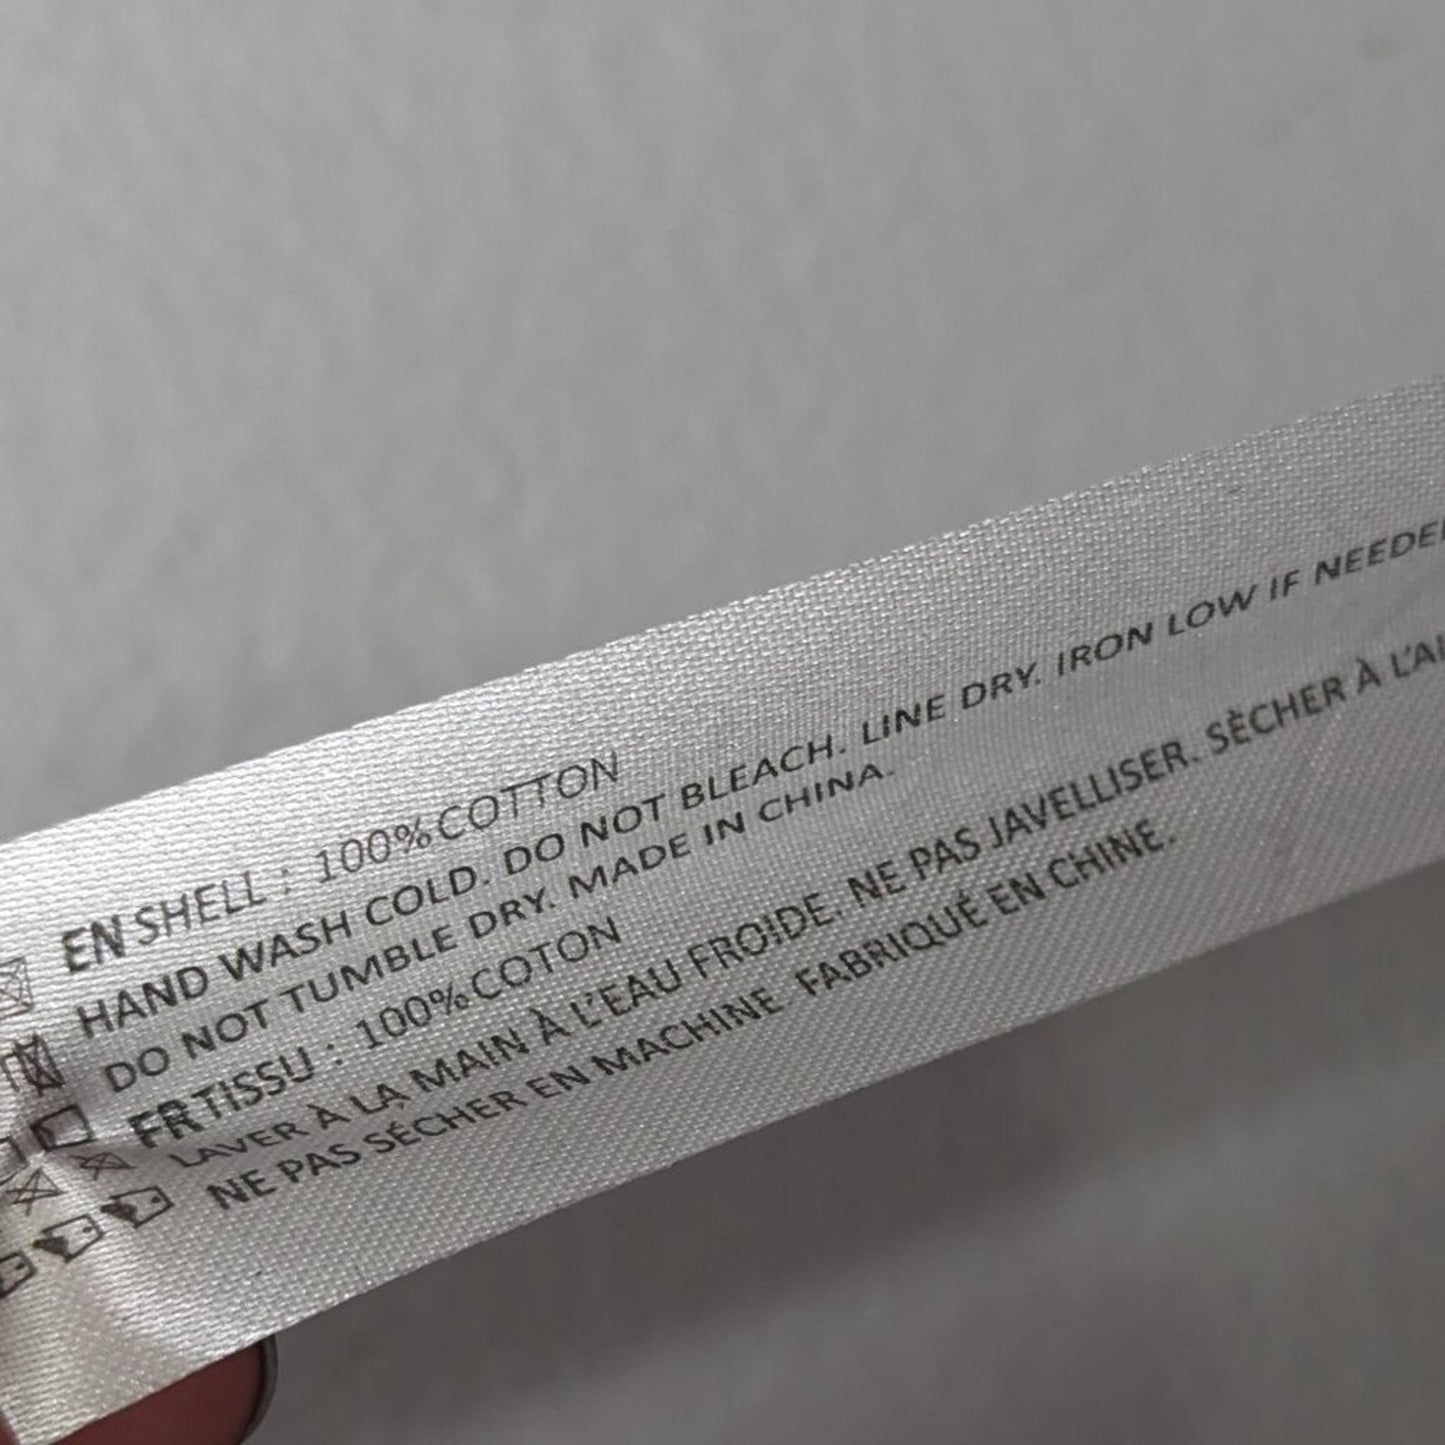 EN SHELL : 100% COTTON
HAND WASH COLD. DO NOT BLEACH. LINE DRY. IRON LOW IF NEEDE
DO NOT TUMBLE DRY. MADE IN CHINA.
FR TISSU : 100% COTON
LAVER À LA MAIN À L'EAU FROIDE. NE PAS JAVELLISER. SÈCHER À L'AI
NE PAS SÉCHER EN MACHINE. FABRIQUÉ EN CHINE.